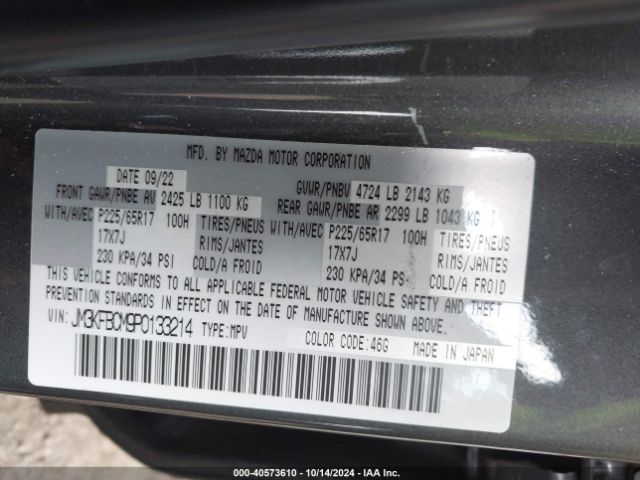 MFD. BY MAZDA MOTOR CORPORATION
DATE 09/22 GVWR/PNBV 4724 LB 2143 KG
FRONT GAWR/PNBE AV 2425 LB 1100 KG REAR GAWR/PNBE AR 2299 LB 1043 KG
WITH/AVEC P225/65R17 100H TIRES/PNEUS WITH/AVEC P225/65R17 100H TIRES/PNEUS
17X7J RIMS/JANTES 17X7J RIMS/JANTES
230 KPA/34 PSI COLD/A FROID 230 KPA/34 PSI COLD/A FROID
THIS VEHICLE CONFORMS TO ALL APPLICABLE FEDERAL MOTOR VEHICLE SAFETY AND THEFT
PREVENTION STANDARDS IN EFFECT ON THE DATE OF MANUFACTURE SHOWN ABOVE.
VIN: JM3KFBCM9P0133214 TYPE: MPV COLOR CODE: 46G MADE IN JAPAN
000-40573610 | 10/14/2024 - IAA Inc.